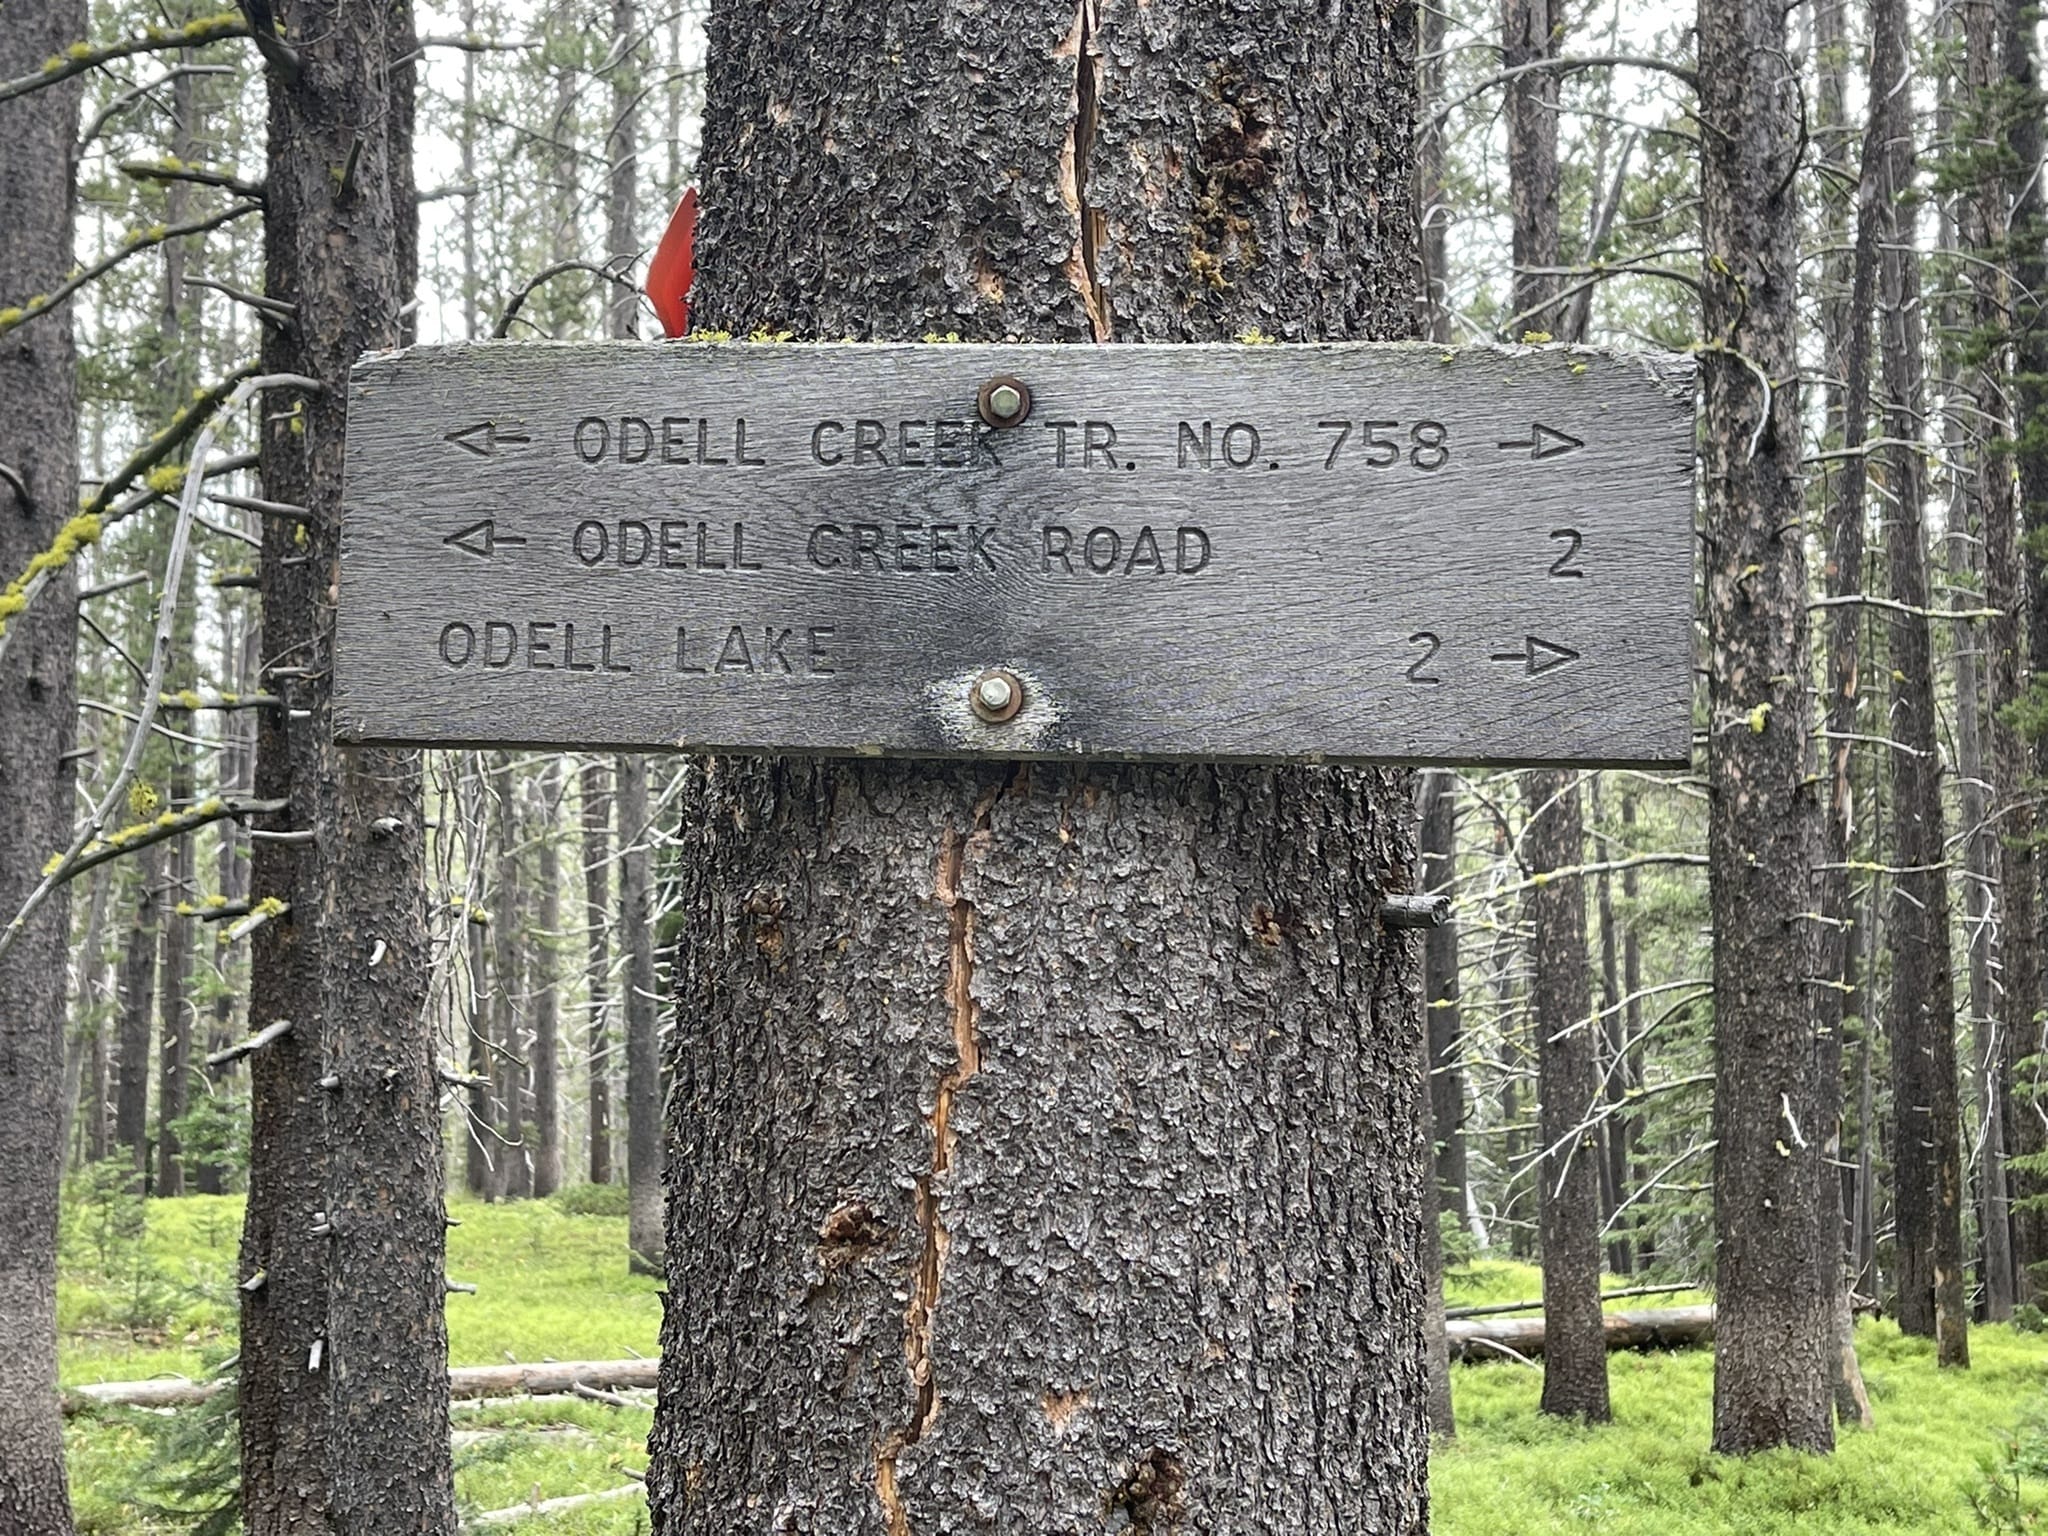 ← ODELL CREEK TR. NO. 758 →
← ODELL CREEK ROAD 2
ODELL LAKE 2 →